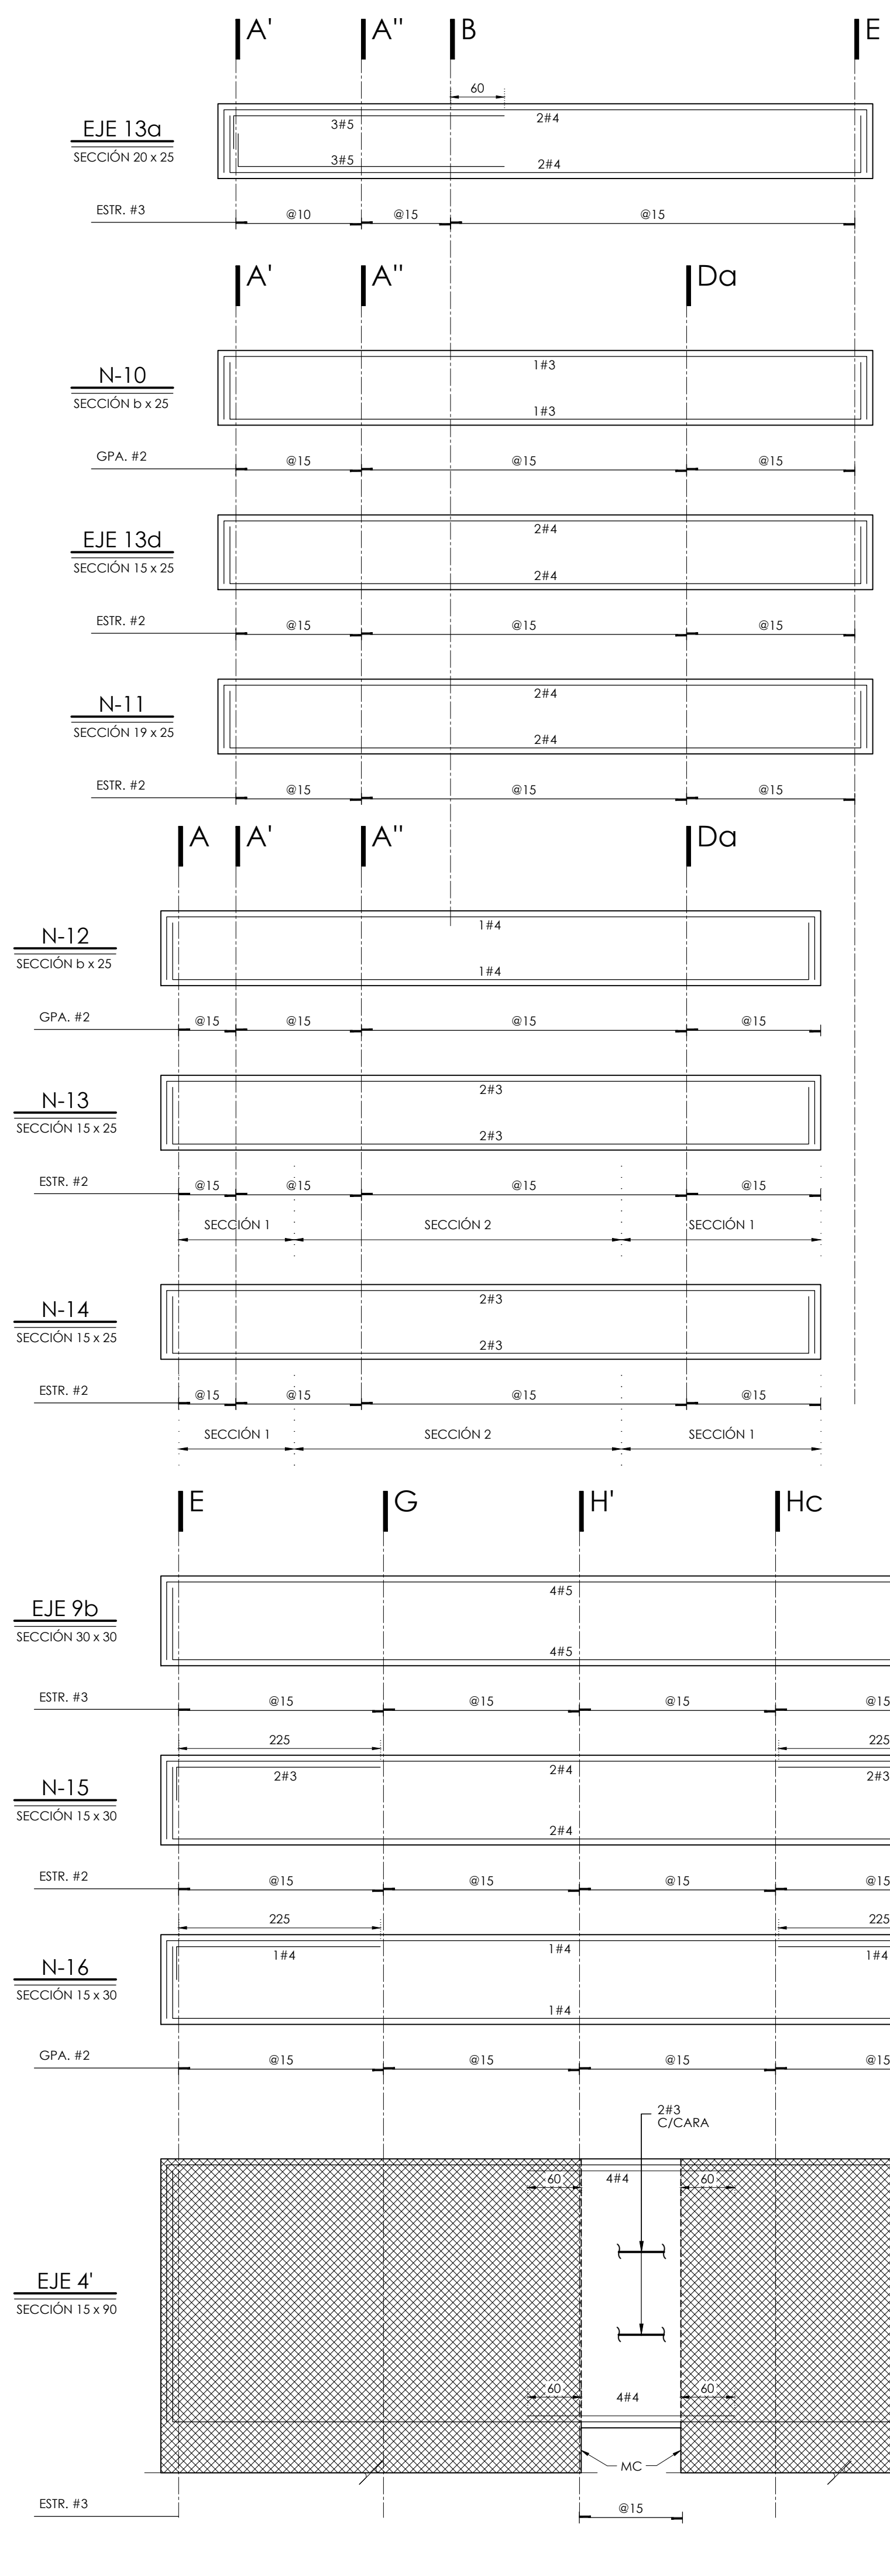 A' A'' B E
60
EJE 13a
SECCIÓN 20 x 25
3#5 2#4
3#5 2#4
ESTR. #3 @10 @15 @15
A' A'' Da
N-10
SECCIÓN b x 25
1#3
1#3
GPA. #2 @15 @15 @15
EJE 13d
SECCIÓN 15 x 25
2#4
2#4
ESTR. #2 @15 @15 @15
N-11
SECCIÓN 19 x 25
2#4
2#4
ESTR. #2 @15 @15 @15
A A' A'' Da
N-12
SECCIÓN b x 25
1#4
1#4
GPA. #2 @15 @15 @15 @15
N-13
SECCIÓN 15 x 25
2#3
2#3
ESTR. #2 @15 @15 @15 @15
SECCIÓN 1 SECCIÓN 2 SECCIÓN 1
N-14
SECCIÓN 15 x 25
2#3
2#3
ESTR. #2 @15 @15 @15 @15
SECCIÓN 1 SECCIÓN 2 SECCIÓN 1
E G H' Hc
EJE 9b
SECCIÓN 30 x 30
4#5
4#5
ESTR. #3 @15 @15 @15 @15
225 225
N-15
SECCIÓN 15 x 30
2#3 2#4 2#3
2#4
ESTR. #2 @15 @15 @15 @15
225 225
N-16
SECCIÓN 15 x 30
1#4 1#4 1#4
1#4
GPA. #2 @15 @15 @15 @15
2#3
C/CARA
60 4#4 60
EJE 4'
SECCIÓN 15 x 90
60 4#4 60
MC
ESTR. #3 @15